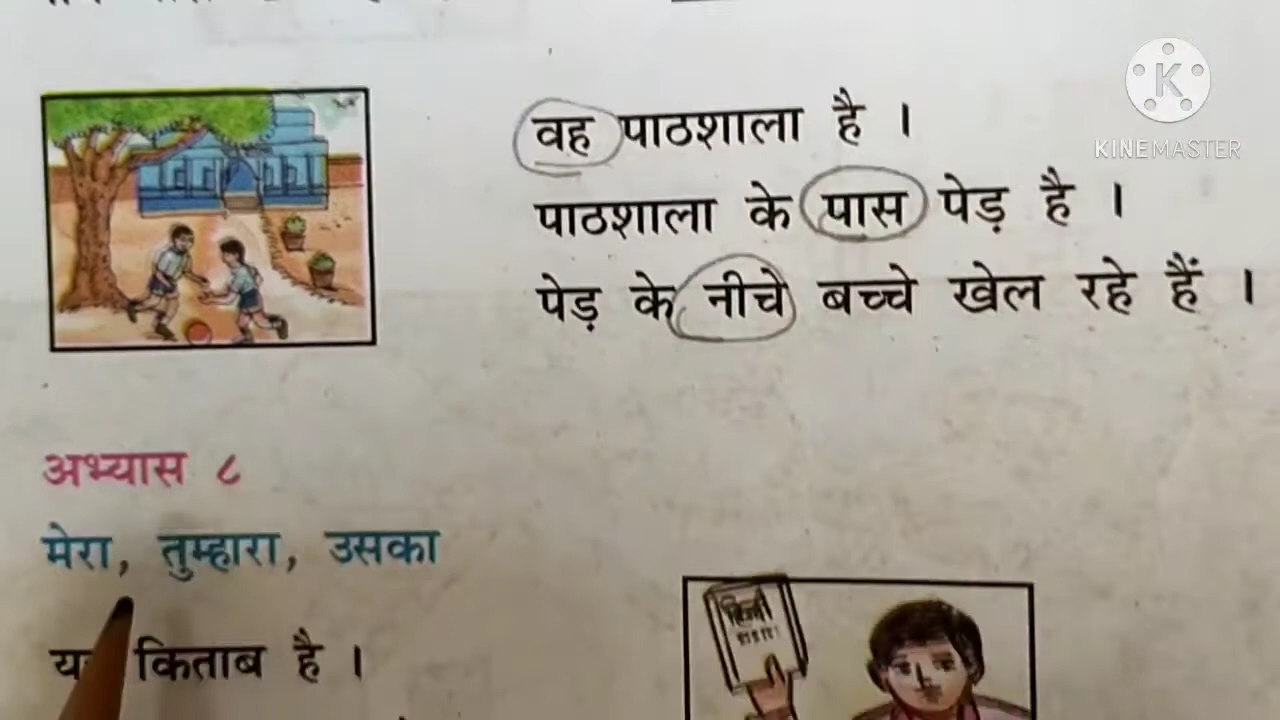 वह पाठशाला है ।
पाठशाला के पास पेड़ है ।
पेड़ के नीचे बच्चे खेल रहे हैं ।
KINEMASTER
अभ्यास ८
मेरा, तुम्हारा, उसका
किताब है ।
हिन्दी